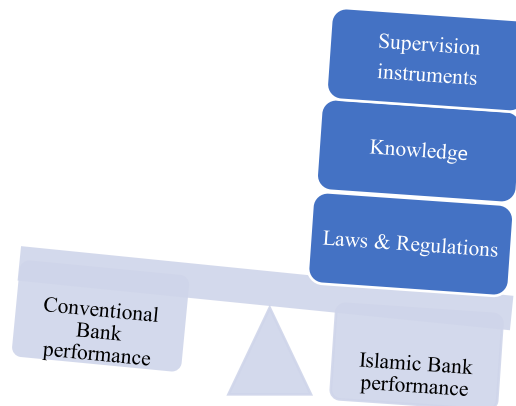 Supervision
instruments
Knowledge
Laws & Regulations
Conventional
Bank
performance
Islamic Bank
performance